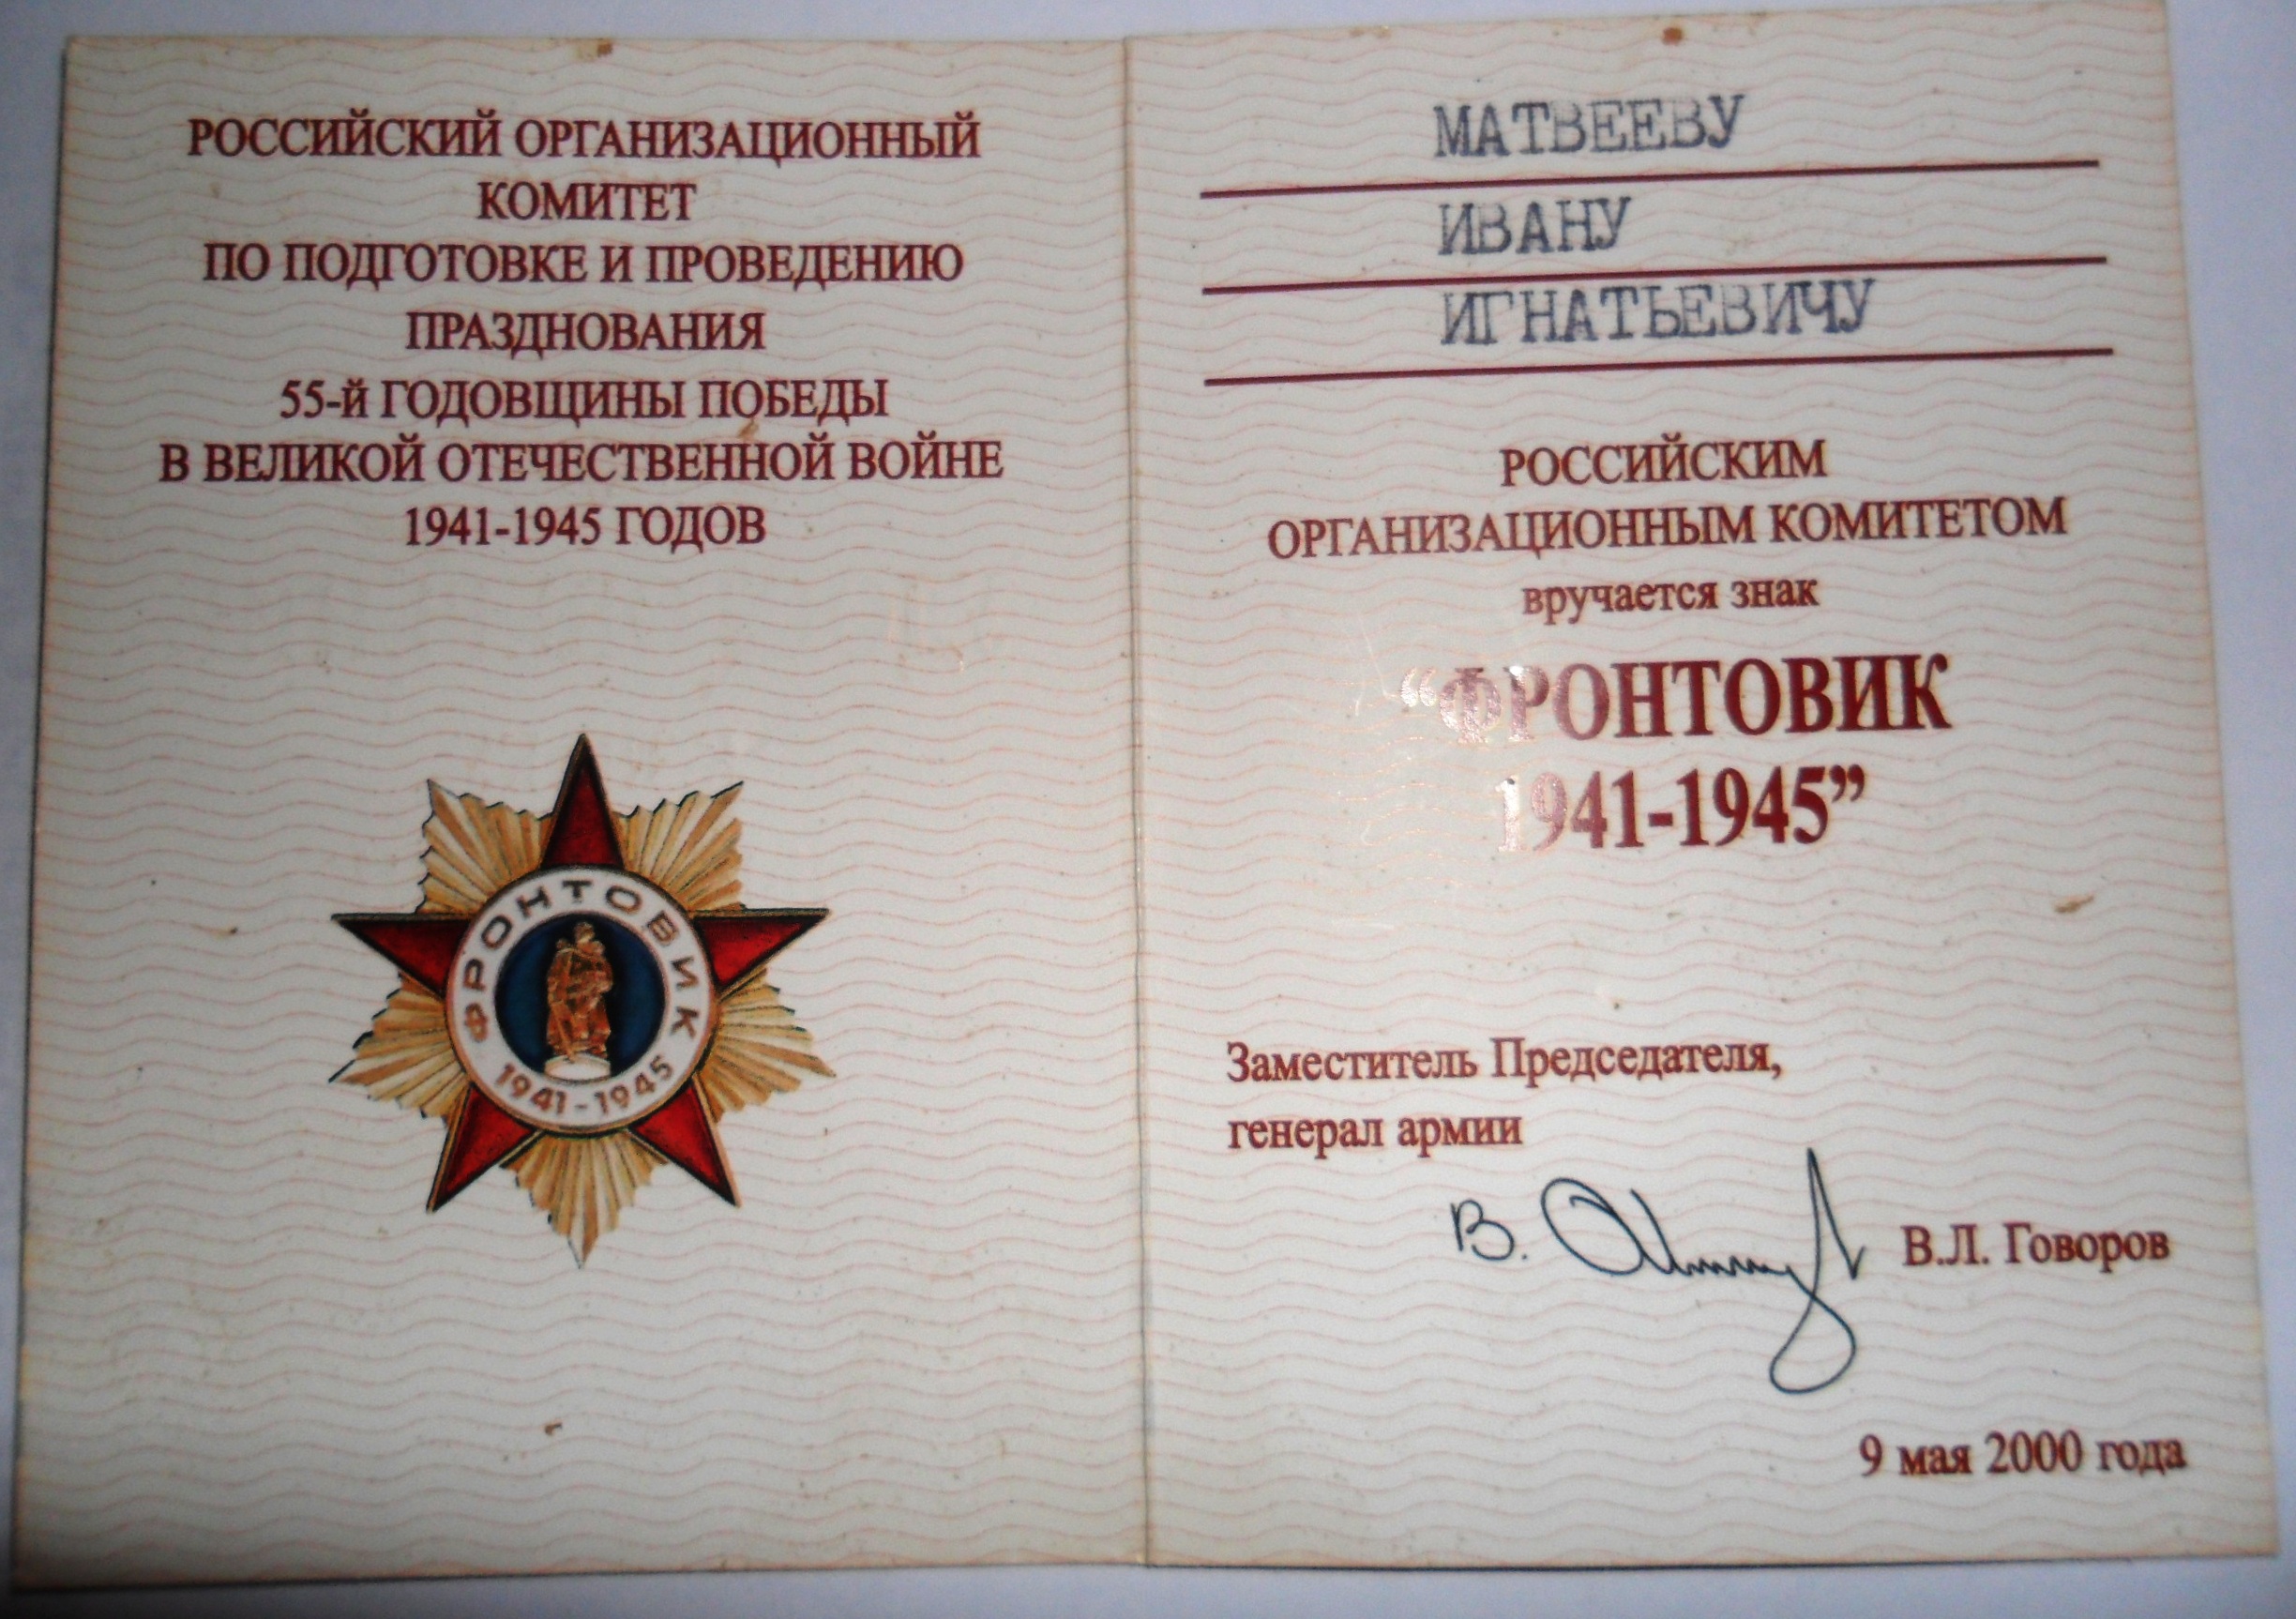 РОССИЙСКИЙ ОРГАНИЗАЦИОННЫЙ
КОМИТЕТ
ПО ПОДГОТОВКЕ И ПРОВЕДЕНИЮ
ПРАЗДНОВАНИЯ
55-й ГОДОВЩИНЫ ПОБЕДЫ
В ВЕЛИКОЙ ОТЕЧЕСТВЕННОЙ ВОЙНЕ
1941-1945 ГОДОВ
ФРОНТОВИК
1941-1945
МАТВЕЕВУ
ИВАНУ
ИГНАТЬЕВИЧУ
РОССИЙСКИМ
ОРГАНИЗАЦИОННЫМ КОМИТЕТОМ
вручается знак
“ФРОНТОВИК
1941-1945”
Заместитель Председателя,
генерал армии
В. Л. Говоров
9 мая 2000 года